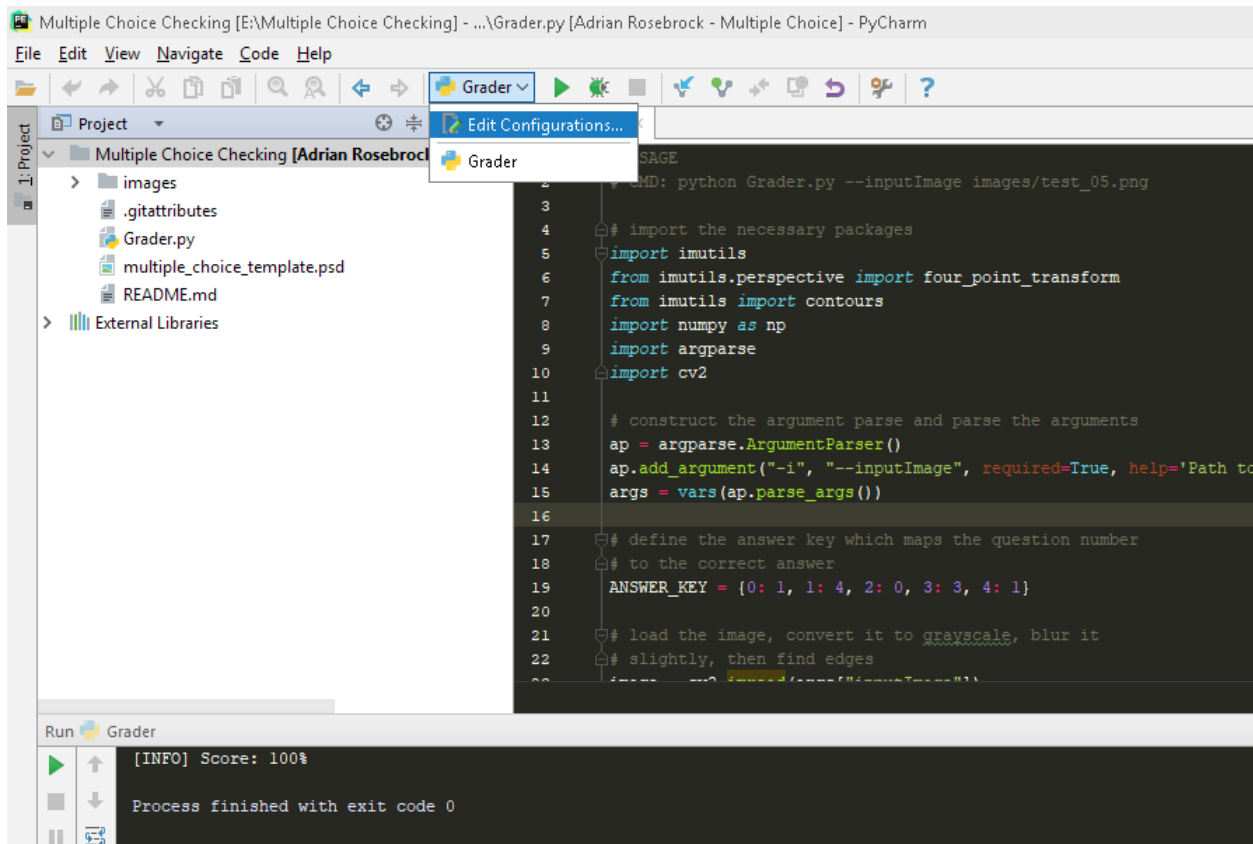 Multiple Choice Checking [E:\Multiple Choice Checking] - ...\Grader.py [Adrian Rosebrock - Multiple Choice] - PyCharm
File Edit View Navigate Code Help
Grader
1: Project
Project
Edit Configurations...
Grader
Multiple Choice Checking [Adrian Rosebrock
images
.gitattributes
Grader.py
multiple_choice_template.psd
README.md
External Libraries
SAGE
2 # CMD: python Grader.py --inputImage images/test_05.png
3
4 # import the necessary packages
5 import imutils
6 from imutils.perspective import four_point_transform
7 from imutils import contours
8 import numpy as np
9 import argparse
10 import cv2
11
12 # construct the argument parse and parse the arguments
13 ap = argparse.ArgumentParser()
14 ap.add_argument("-i", "--inputImage", required=True, help='Path to
15 args = vars(ap.parse_args())
16
17 # define the answer key which maps the question number
18 # to the correct answer
19 ANSWER_KEY = {0: 1, 1: 4, 2: 0, 3: 3, 4: 1}
20
21 # load the image, convert it to grayscale, blur it
22 # slightly, then find edges
image = cv2.imread(args["inputImage"])
Run Grader
[INFO] Score: 100%
Process finished with exit code 0